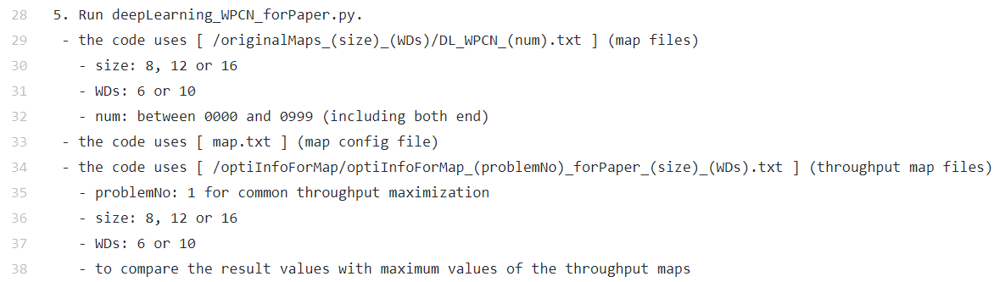 28 5. Run deepLearning_WPCN_forPaper.py.
29 - the code uses [ /originalMaps_(size)_(WDs)/DL_WPCN_(num).txt ] (map files)
30 - size: 8, 12 or 16
31 - WDs: 6 or 10
32 - num: between 0000 and 0999 (including both end)
33 - the code uses [ map.txt ] (map config file)
34 - the code uses [ /optiInfoForMap/optiInfoForMap_(problemNo)_forPaper_(size)_(WDs).txt ] (throughput map files)
35 - problemNo: 1 for common throughput maximization
36 - size: 8, 12 or 16
37 - WDs: 6 or 10
38 - to compare the result values with maximum values of the throughput maps